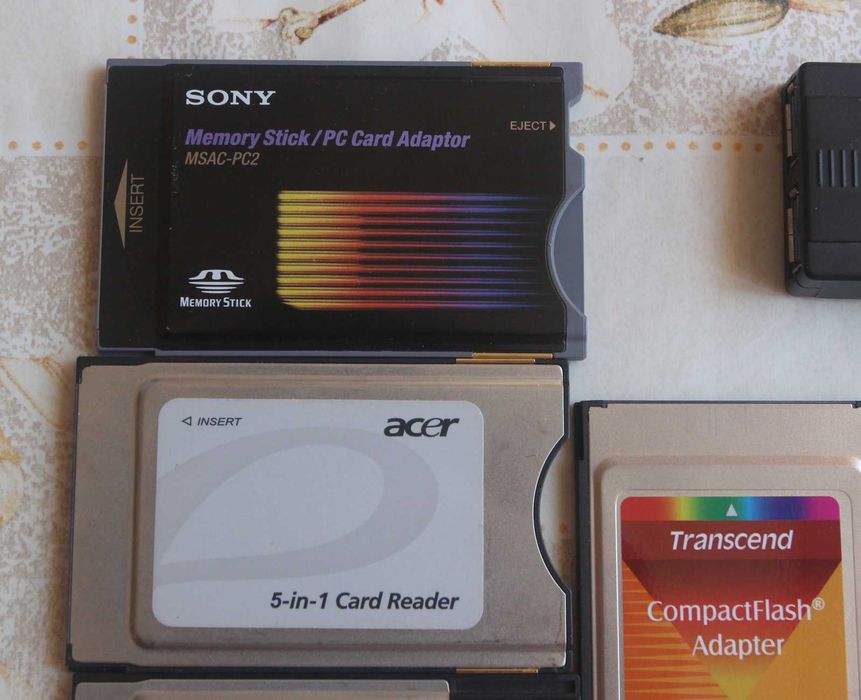 SONY
Memory Stick / PC Card Adaptor
MSAC-PC2
EJECT
INSERT
MEMORY STICK
INSERT
acer
5-in-1 Card Reader
Transcend
CompactFlash®
Adapter